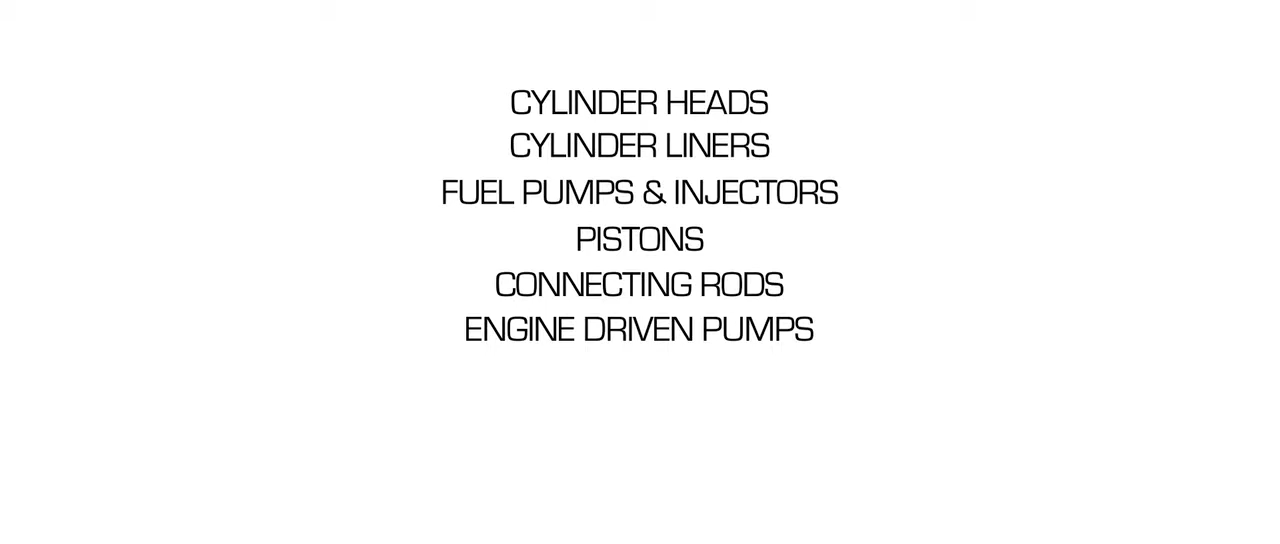 CYLINDER HEADS
CYLINDER LINERS
FUEL PUMPS & INJECTORS
PISTONS
CONNECTING RODS
ENGINE DRIVEN PUMPS